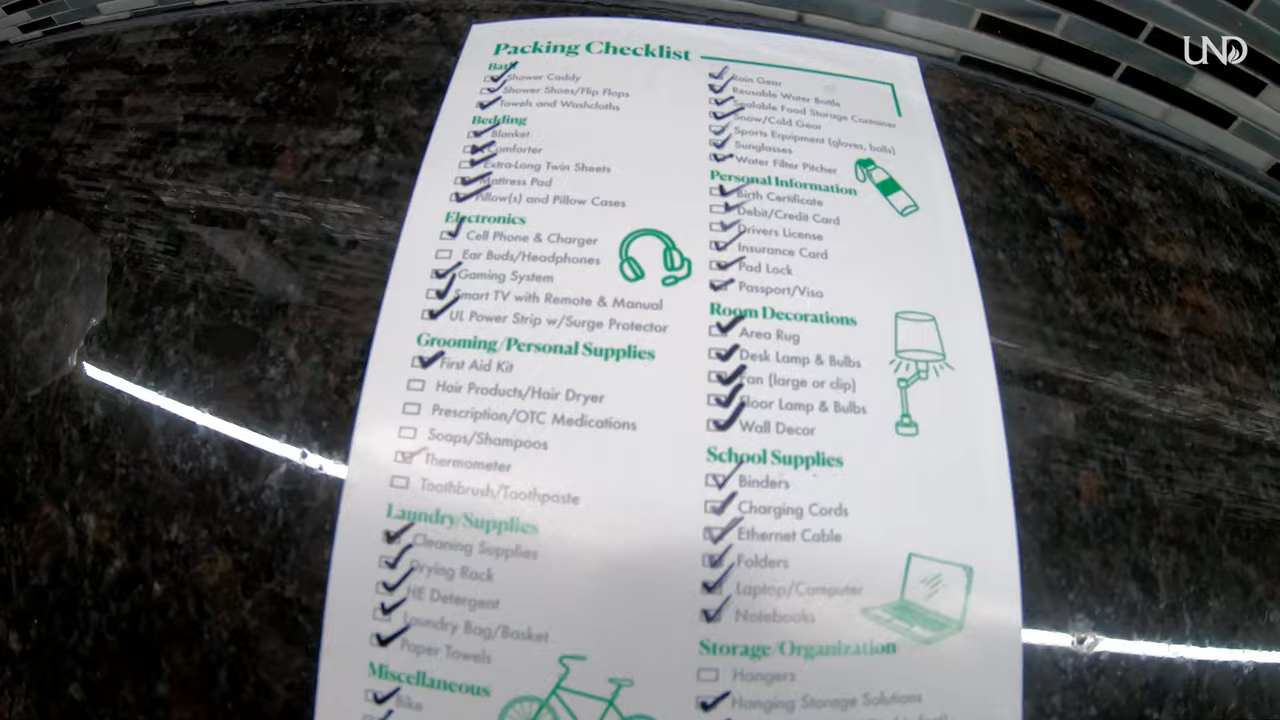 UND
Packing Checklist
Bath
Shower Caddy
Shower Shoes/Flip Flops
Towels and Washcloths
Bedding
Blanket
Comforter
Extra-Long Twin Sheets
Mattress Pad
Pillow(s) and Pillow Cases
Electronics
Cell Phone & Charger
Ear Buds/Headphones
Gaming System
Smart TV with Remote & Manual
UL Power Strip w/Surge Protector
Grooming/Personal Supplies
First Aid Kit
Hair Products/Hair Dryer
Prescription/OTC Medications
Soaps/Shampoos
Thermometer
Toothbrush/Toothpaste
Laundry/Supplies
Cleaning Supplies
Drying Rack
HE Detergent
Laundry Bag/Basket
Paper Towels
Miscellaneous
Bike
Rain Gear
Reusable Water Bottle
Sealable Food Storage Container
Snow/Cold Gear
Sports Equipment (gloves, balls)
Sunglasses
Water Filter Pitcher
Personal Information
Birth Certificate
Debit/Credit Card
Drivers License
Insurance Card
Pad Lock
Passport/Visa
Room Decorations
Area Rug
Desk Lamp & Bulbs
Fan (large or clip)
Floor Lamp & Bulbs
Wall Decor
School Supplies
Binders
Charging Cords
Ethernet Cable
Folders
Laptop/Computer
Notebooks
Storage/Organization
Hangers
Hanging Storage Solutions